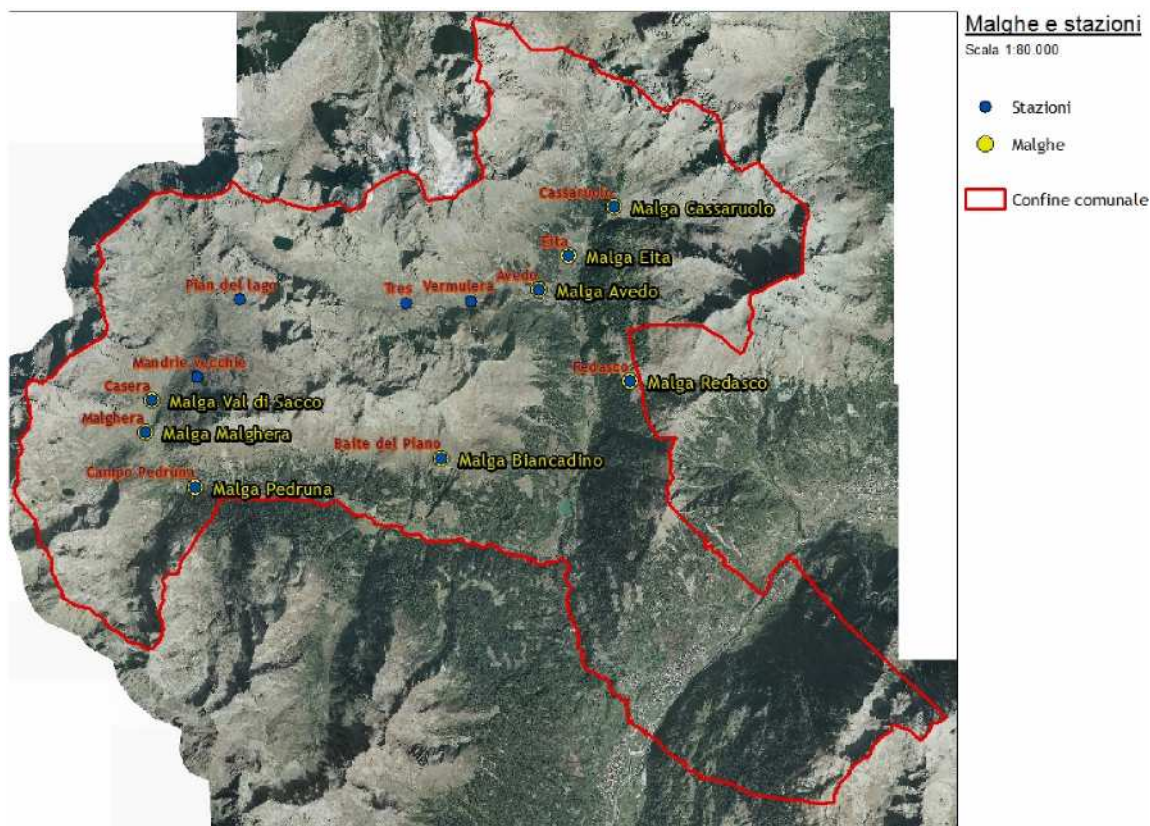 Malghe e stazioni
Scala 1:80.000
Stazioni
Malghe
Confine comunale
Cassaruolo
Malga Cassaruolo
Eita
Malga Eita
Avedo
Malga Avedo
Pian del lago
Tres
Vermulera
Redasco
Malga Redasco
Mandrie vecchie
Casera
Malga Val di Sacco
Malghera
Malga Malghera
Baite del Piano
Malga Biancadino
Campo Pedruna
Malga Pedruna